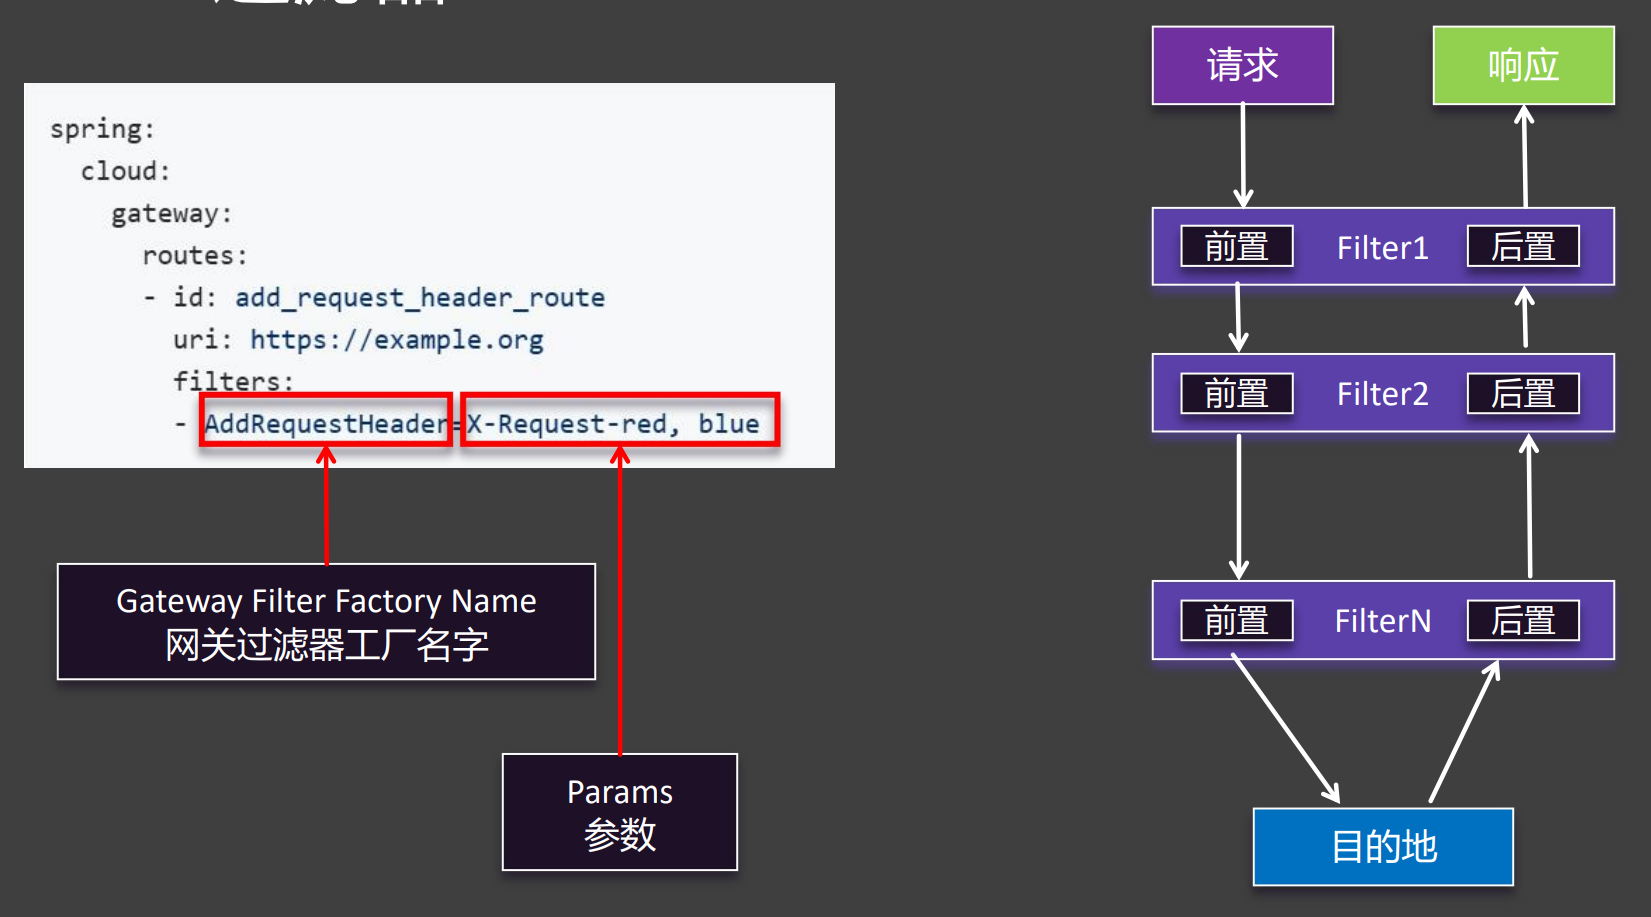 spring:
cloud:
gateway:
routes:
- id: add_request_header_route
uri: https://example.org
filters:
- AddRequestHeader=X-Request-red, blue
Gateway Filter Factory Name
网关过滤器工厂名字
Params
参数
请求
响应
前置 Filter1 后置
前置 Filter2 后置
前置 FilterN 后置
目的地